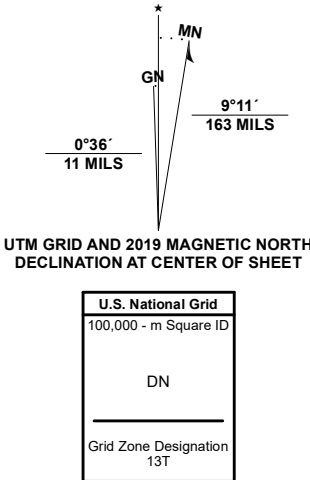 MN
GN
9°11´
163 MILS
0°36´
11 MILS
UTM GRID AND 2019 MAGNETIC NORTH
DECLINATION AT CENTER OF SHEET
U.S. National Grid
100,000 - m Square ID
DN
Grid Zone Designation
13T